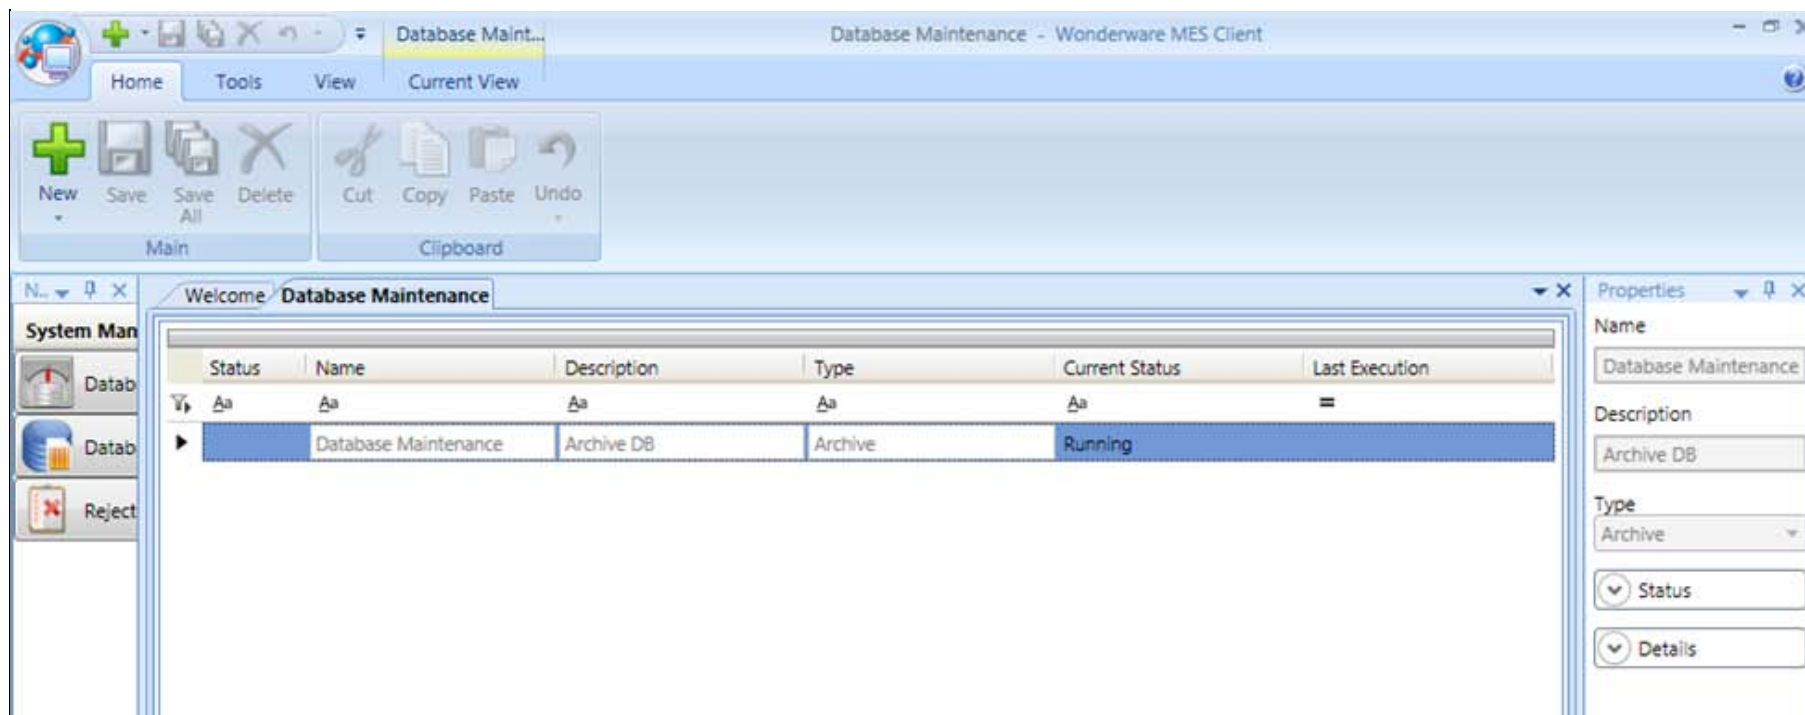 Database Maint...
Database Maintenance - Wonderware MES Client
Home Tools View Current View
New Save Save All Delete Cut Copy Paste Undo
Main Clipboard
N..
Welcome Database Maintenance
Properties
System Man
Status Name Description Type Current Status Last Execution
Aa Aa Aa Aa Aa =
Database Maintenance Archive DB Archive Running
Datab
Datab
Reject
Name
Database Maintenance
Description
Archive DB
Type
Archive
Status
Details